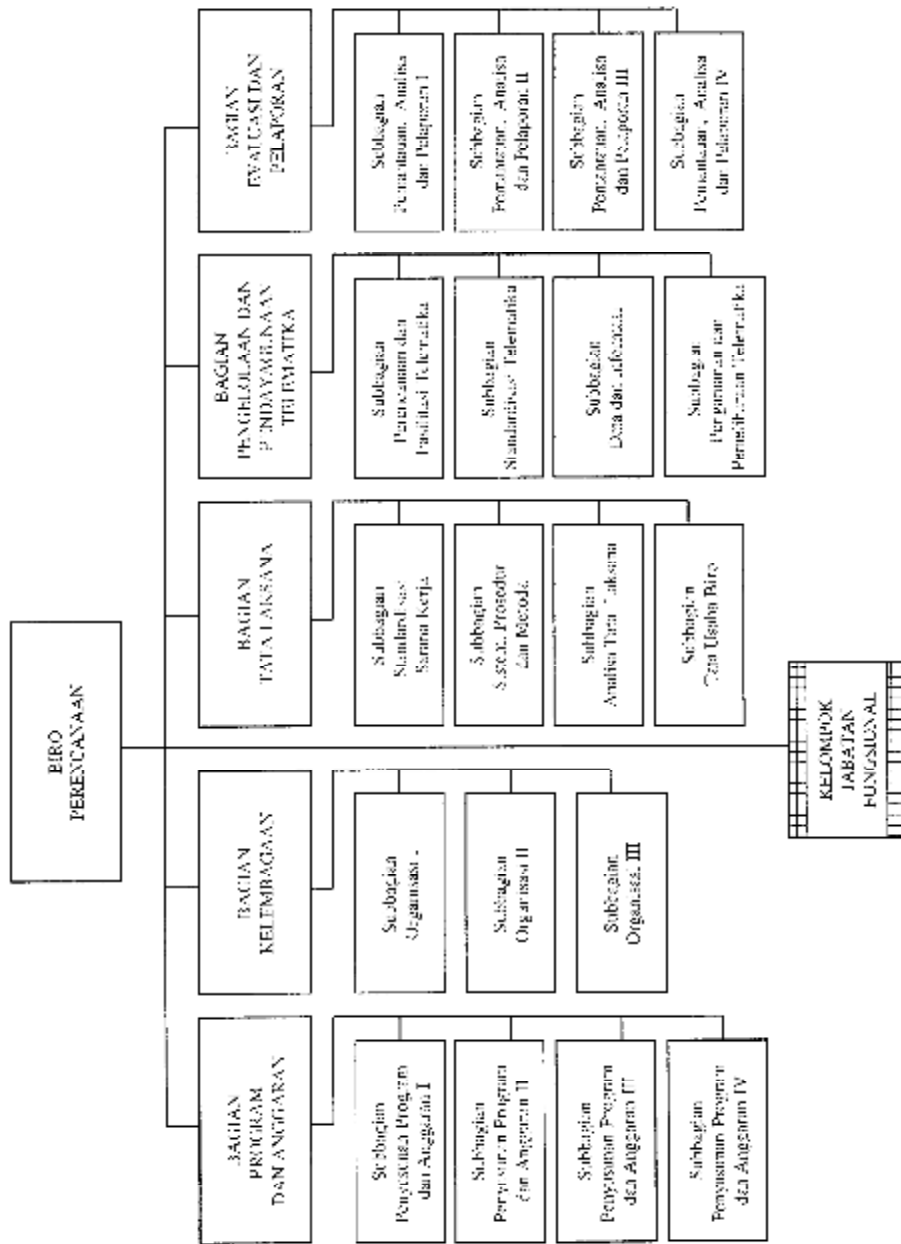 BIRO
PERENCANAAN
BAGIAN
PROGRAM
DAN ANGGARAN
Subbagian
Penyusunan Program
dan Anggaran I
Subbagian
Penyusunan Program
dan Anggaran II
Subbagian
Penyusunan Program
dan Anggaran III
Subbagian
Penyusunan Program
dan Anggaran IV
BAGIAN
KELEMBAGAAN
Subbagian
Organisasi I
Subbagian
Organisasi II
Subbagian
Organisasi III
BAGIAN
TATA LAKSANA
Subbagian
Standardisasi
Sarana Kerja
Subbagian
Sistem, Prosedur
dan Metoda
Subbagian
Analisa Tata Laksana
Subbagian
Tata Usaha Biro
BAGIAN
PENGELOLAAN DAN
PENDAYAGUNAAN
TELEMATIKA
Subbagian
Perencanaan dan
Fasilitasi Telematika
Subbagian
Standardisasi Telematika
Subbagian
Data dan Informasi
Subbagian
Pengamanan dan
Pemeliharaan Telematika
BAGIAN
EVALUASI DAN
PELAPORAN
Subbagian
Pemantauan, Analisa
dan Pelaporan I
Subbagian
Pemantauan, Analisa
dan Pelaporan II
Subbagian
Pemantauan, Analisa
dan Pelaporan III
Subbagian
Pemantauan, Analisa
dan Pelaporan IV
KELOMPOK
JABATAN
FUNGSIONAL